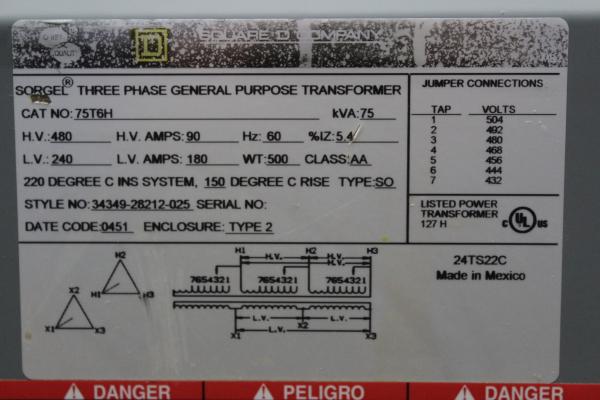 QUALITY
D
SQUARE D COMPANY
SORGEL® THREE PHASE GENERAL PURPOSE TRANSFORMER
CAT NO: 75T6H kVA: 75
H.V.: 480 H.V. AMPS: 90 Hz: 60 %IZ: 5.4
L.V.: 240 L.V. AMPS: 180 WT: 500 CLASS: AA
220 DEGREE C INS SYSTEM, 150 DEGREE C RISE TYPE: SO
STYLE NO: 34349-28212-025 SERIAL NO:
DATE CODE: 0451 ENCLOSURE: TYPE 2
JUMPER CONNECTIONS
TAP VOLTS
1 504
2 492
3 480
4 468
5 456
6 444
7 432
LISTED POWER
TRANSFORMER
127 H
C UL US
24TS22C
Made in Mexico
H2
H1 H3
X2
X1 X3
H1 H2 H3
H.V. H.V.
H.V.
7654321 7654321 7654321
L.V. L.V.
X2
L.V.
X1 X3
DANGER PELIGRO DANGER